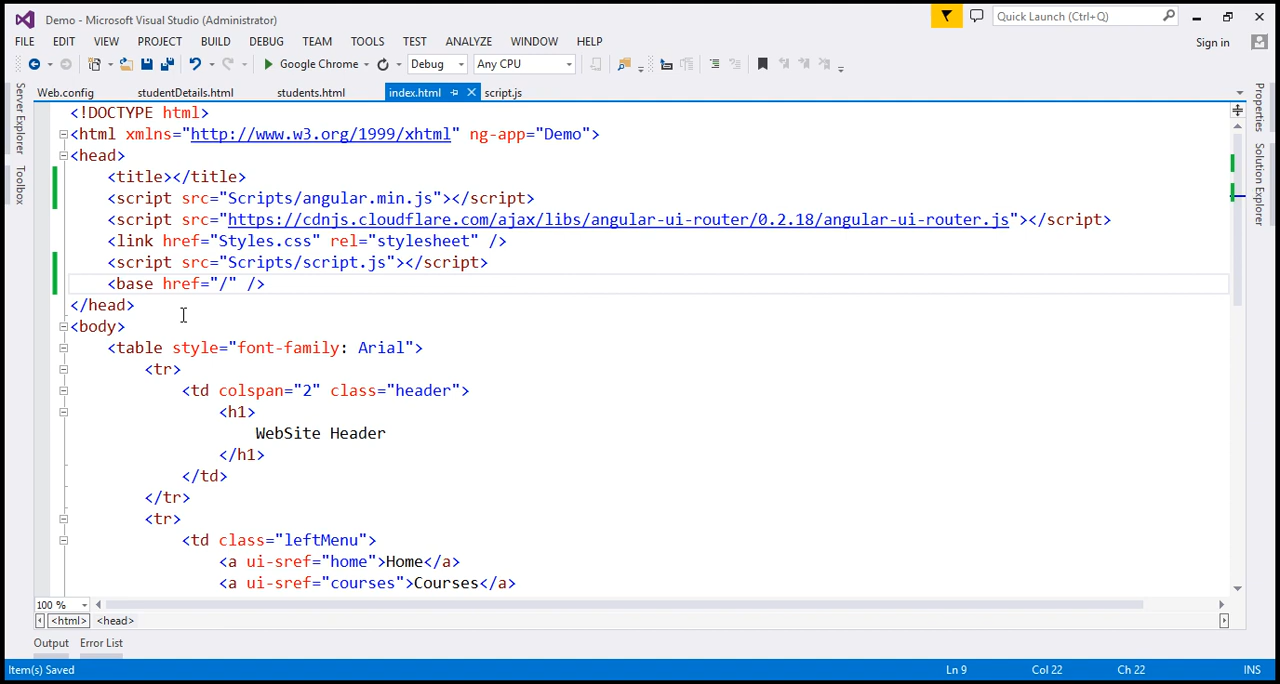 Demo - Microsoft Visual Studio (Administrator)
Quick Launch (Ctrl+Q)
FILE EDIT VIEW PROJECT BUILD DEBUG TEAM TOOLS TEST ANALYZE WINDOW HELP
Sign in
Google Chrome Debug Any CPU
Web.config studentDetails.html students.html index.html script.js
Server Explorer
Toolbox
Properties
Solution Explorer
<!DOCTYPE html>
<html xmlns="http://www.w3.org/1999/xhtml" ng-app="Demo">
<head>
<title></title>
<script src="Scripts/angular.min.js"></script>
<script src="https://cdnjs.cloudflare.com/ajax/libs/angular-ui-router/0.2.18/angular-ui-router.js"></script>
<link href="Styles.css" rel="stylesheet" />
<script src="Scripts/script.js"></script>
<base href="/" />
</head>
<body>
<table style="font-family: Arial">
<tr>
<td colspan="2" class="header">
<h1>
WebSite Header
</h1>
</td>
</tr>
<tr>
<td class="leftMenu">
<a ui-sref="home">Home</a>
<a ui-sref="courses">Courses</a>
100 %
<html> <head>
Output Error List
Item(s) Saved Ln 9 Col 22 Ch 22 INS